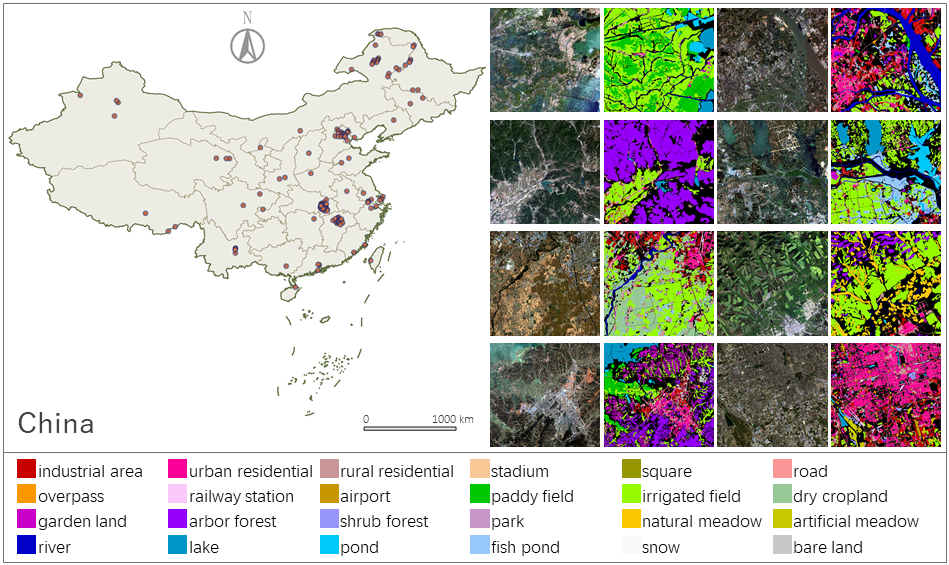 N
China
0 1000 km
industrial area urban residential rural residential stadium square road
overpass railway station airport paddy field irrigated field dry cropland
garden land arbor forest shrub forest park natural meadow artificial meadow
river lake pond fish pond snow bare land